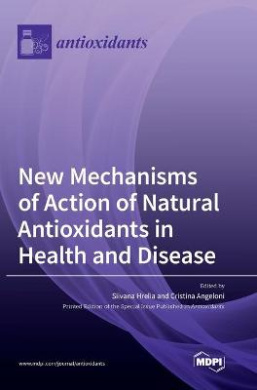 antioxidants
New Mechanisms
of Action of Natural
Antioxidants in
Health and Disease
Edited by
Silvana Hrelia and Cristina Angeloni
Printed Edition of the Special Issue Published in Antioxidants
www.mdpi.com/journal/antioxidants
MDPI